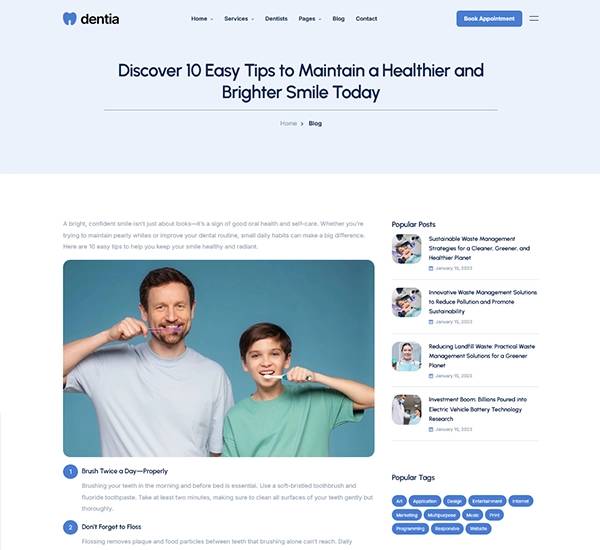 dentia
Home Services Dentists Pages Blog Contact
Book Appointment
Discover 10 Easy Tips to Maintain a Healthier and
Brighter Smile Today
Home > Blog
A bright, confident smile isn't just about looks—it's a sign of good oral health and self-care. Whether you're
trying to maintain pearly whites or improve your dental routine, small daily habits can make a big difference.
Here are 10 easy tips to help you keep your smile healthy and radiant.
1 Brush Twice a Day—Properly
Brushing your teeth in the morning and before bed is essential. Use a soft-bristled toothbrush and
fluoride toothpaste. Take at least two minutes, making sure to clean all surfaces of your teeth gently but
thoroughly.
2 Don't Forget to Floss
Flossing removes plaque and food particles between teeth that brushing alone can't reach. Daily
Popular Posts
Sustainable Waste Management
Strategies for a Cleaner, Greener, and
Healthier Planet
January 10, 2023
Innovative Waste Management Solutions
to Reduce Pollution and Promote
Sustainability
January 10, 2023
Reducing Landfill Waste: Practical Waste
Management Solutions for a Greener
Planet
January 10, 2023
Investment Boom: Billions Poured into
Electric Vehicle Battery Technology
Research
January 10, 2023
Popular Tags
Art Application Design Entertainment Internet
Marketing Multipurpose Music Print
Programming Responsive Website